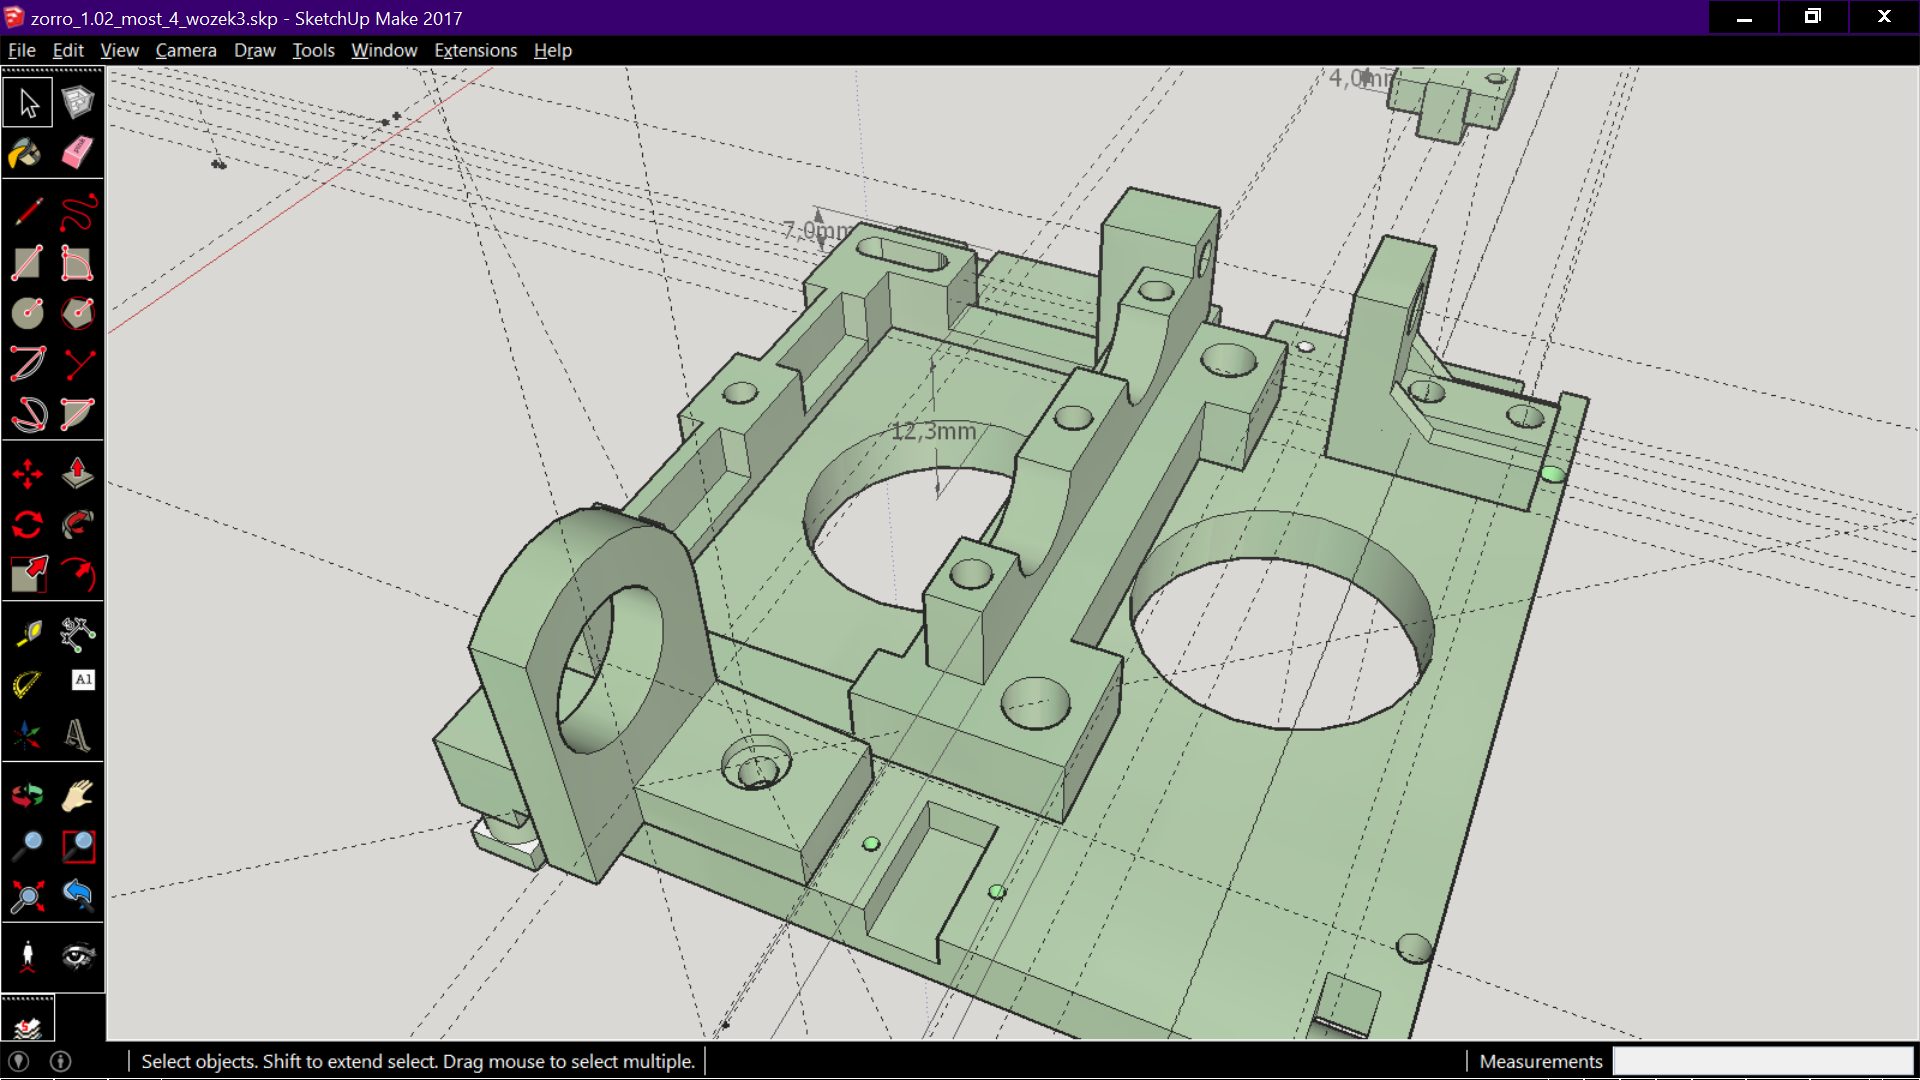 zorro_1.02_most_4_wozek3.skp - SketchUp Make 2017
File Edit View Camera Draw Tools Window Extensions Help
4,0mm
7,0mm
12,3mm
A1
Select objects. Shift to extend select. Drag mouse to select multiple.
Measurements